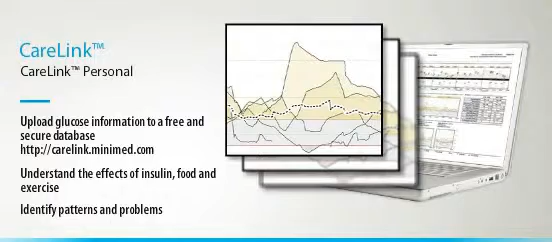 CareLink™
CareLink™ Personal
Upload glucose information to a free and
secure database
http://carelink.minimed.com
Understand the effects of insulin, food and
exercise
Identify patterns and problems